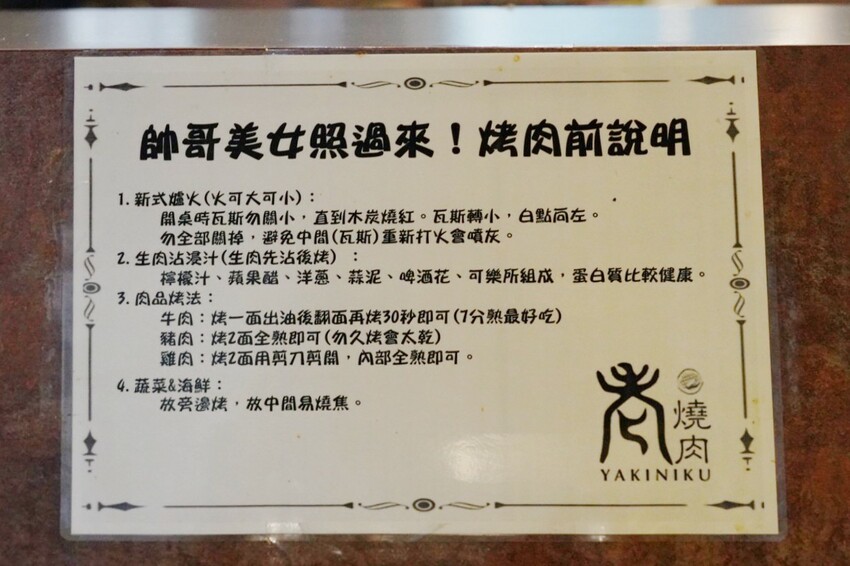 帥哥美女照過來！烤肉前說明
1. 新式爐火(火可大可小)：
開桌時瓦斯勿關小，直到木炭燒紅。瓦斯轉小，白點向左。
勿全部關掉，避免中間(瓦斯)重新打火會噴灰。
2. 生肉沾浸汁(生肉先沾後烤) ：
檸檬汁、蘋果醋、洋蔥、蒜泥、啤酒花、可樂所組成，蛋白質比較健康。
3. 肉品烤法：
牛肉：烤一面出油後翻面再烤30秒即可(7分熟最好吃)
豬肉：烤2面全熟即可(勿久烤會太乾)
雞肉：烤2面用剪刀剪開，內部全熟即可。
4. 蔬菜&海鮮：
放旁邊烤，放中間易燒焦。
老
燒肉
YAKINIKU